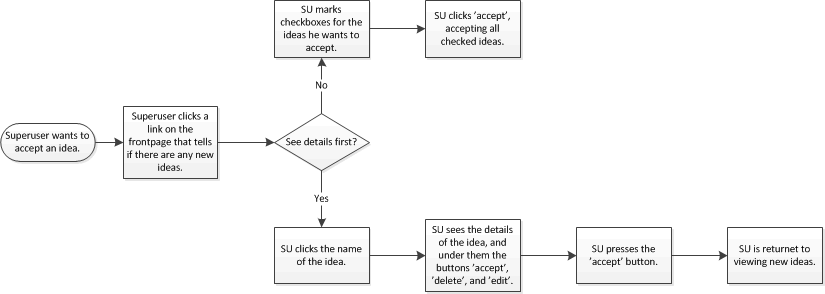 SU marks
checkboxes for the
ideas he wants to
accept.
SU clicks 'accept',
accepting all
checked ideas.
No
Superuser wants to
accept an idea.
Superuser clicks a
link on the
frontpage that tells
if there are any new
ideas.
See details first?
Yes
SU clicks the name
of the idea.
SU sees the details
of the idea, and
under them the
buttons 'accept',
'delete', and 'edit'.
SU presses the
'accept' button.
SU is returnet to
viewing new ideas.